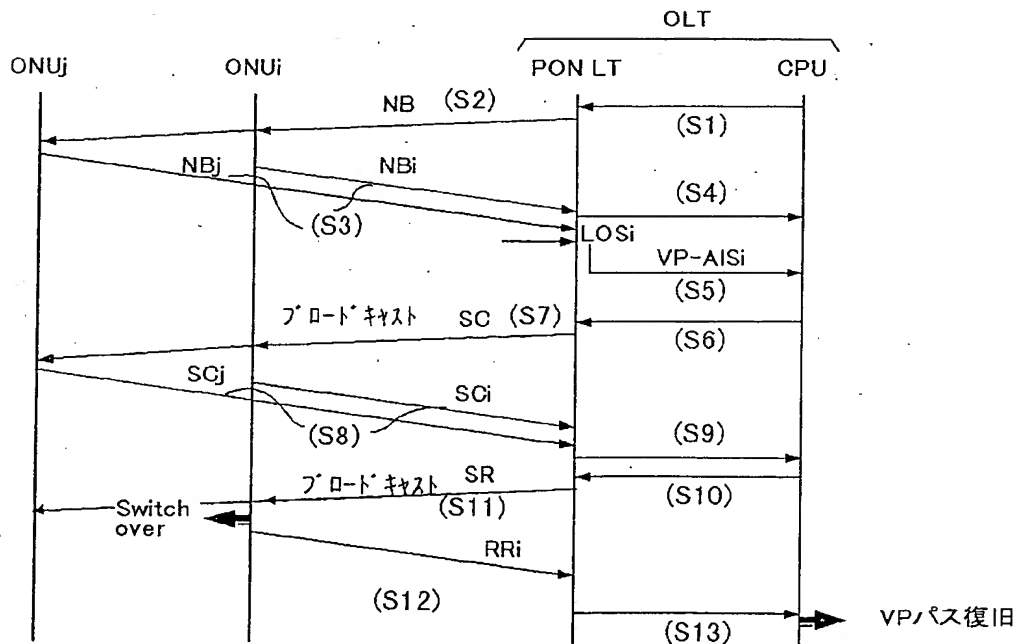 OLT
ONUj ONUi PON LT CPU
NB (S2)
(S1)
NBj NBi
(S4)
(S3)
LOSi
VP-AISi
(S5)
ブロードキャスト SC (S7)
(S6)
SCj
SCi
(S8)
(S9)
ブロードキャスト SR
(S10)
(S11)
Switch
over
RRi
(S12)
(S13)
VPパス復旧